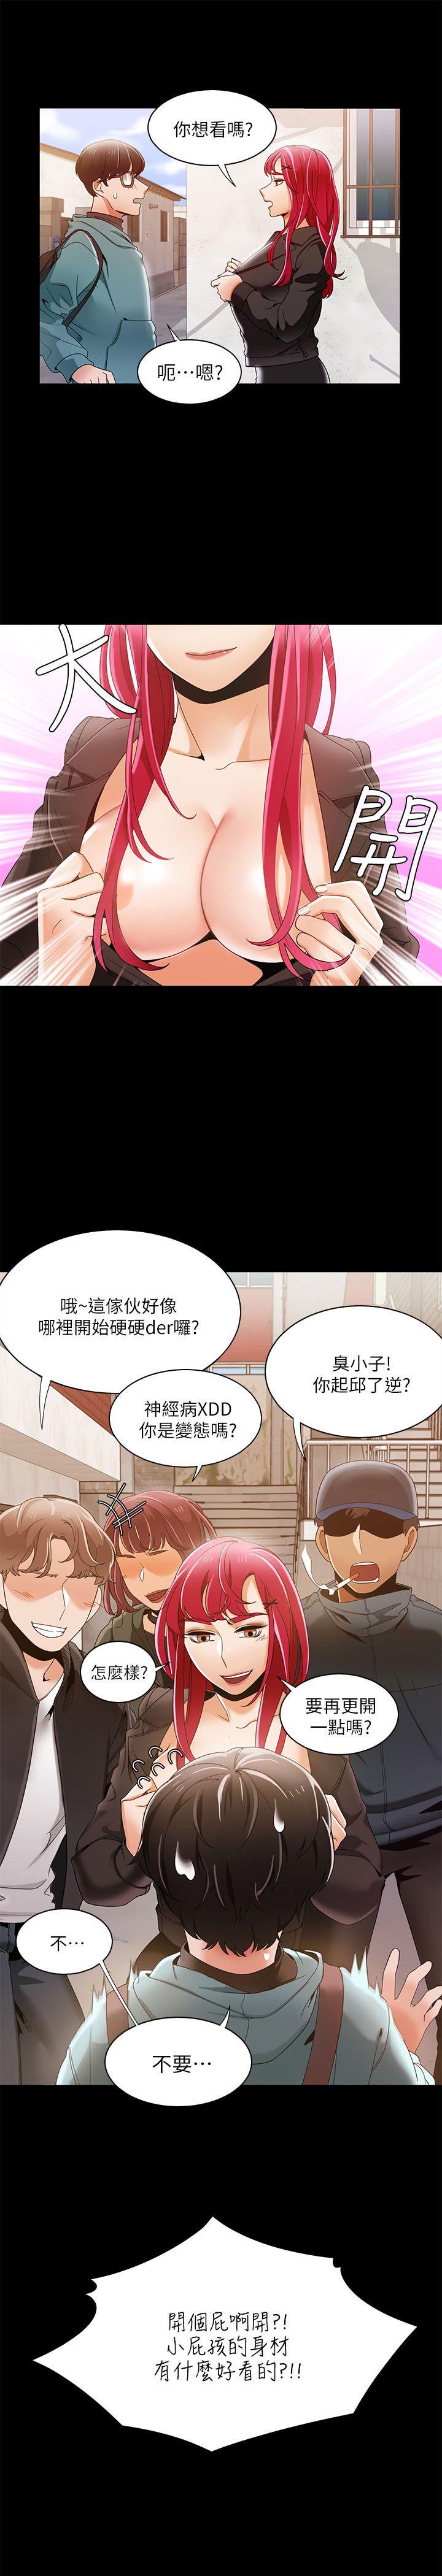 你想看嗎?
呃…嗯?
大
開
哦~這傢伙好像
哪裡開始硬硬der囉?
臭小子!
你起邱了逆?
神經病XDD
你是變態嗎?
怎麼樣?
要再更開
一點嗎?
不…
不要…
開個屁啊開?!
小屁孩的身材
有什麼好看的?!!